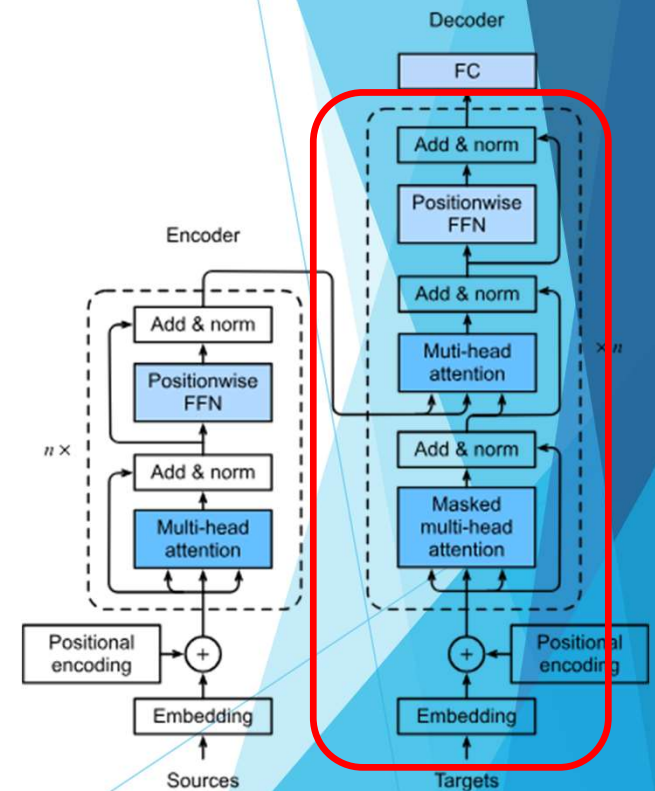 Decoder
FC
Add & norm
Positionwise
FFN
Add & norm
Muti-head
attention
× n
Add & norm
Masked
multi-head
attention
Positional
encoding
+
Embedding
Targets
Encoder
Add & norm
Positionwise
FFN
n ×
Add & norm
Multi-head
attention
Positional
encoding
+
Embedding
Sources